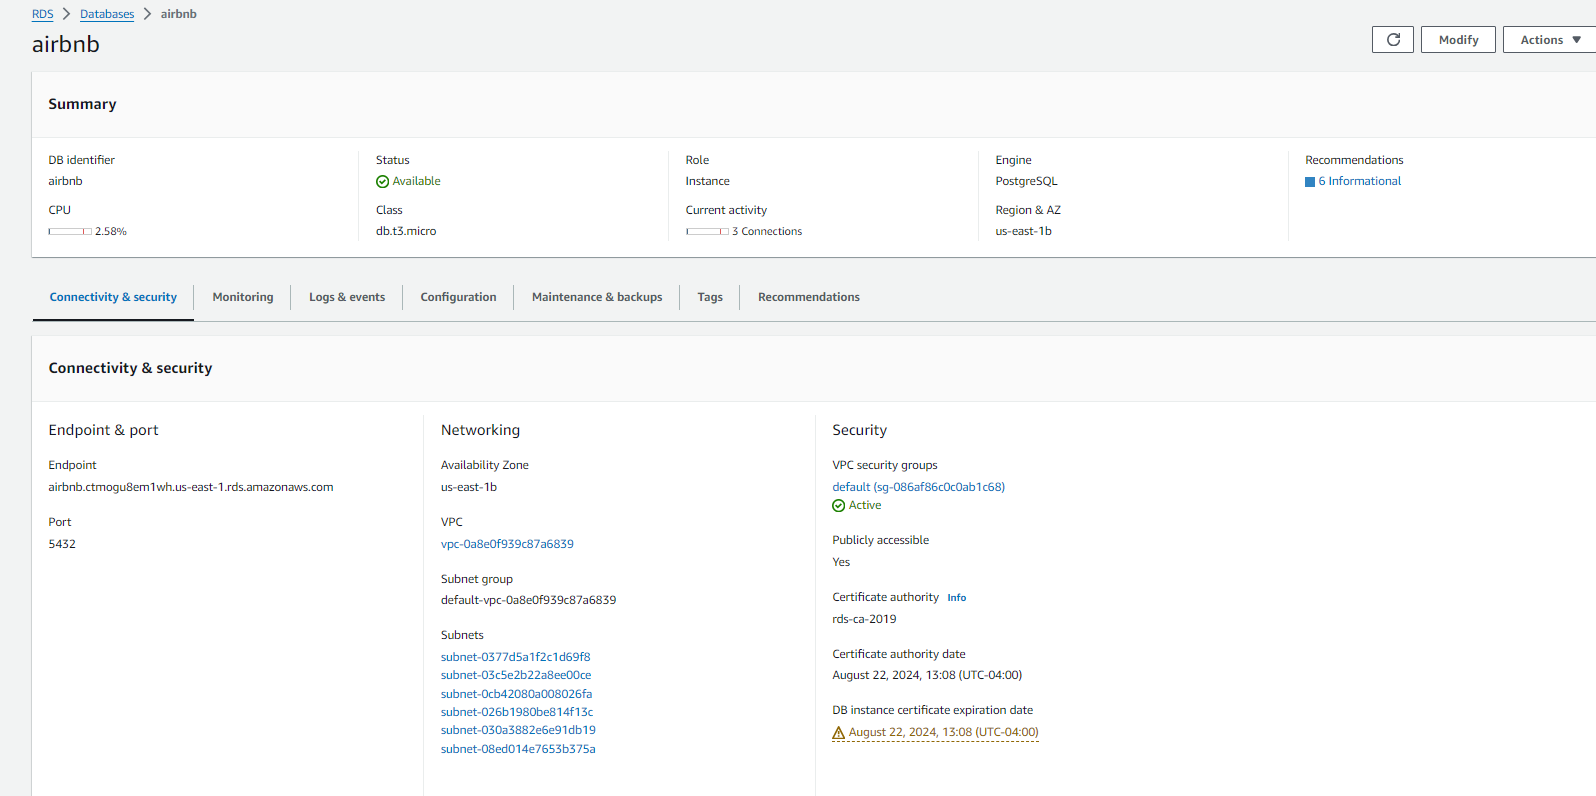 RDS > Databases > airbnb
airbnb
Modify
Actions
Summary
DB identifier
airbnb
CPU
2.58%
Status
Available
Class
db.t3.micro
Role
Instance
Current activity
3 Connections
Engine
PostgreSQL
Region & AZ
us-east-1b
Recommendations
6 Informational
Connectivity & security
Monitoring
Logs & events
Configuration
Maintenance & backups
Tags
Recommendations
Connectivity & security
Endpoint & port
Endpoint
airbnb.ctmogu8em1wh.us-east-1.rds.amazonaws.com
Port
5432
Networking
Availability Zone
us-east-1b
VPC
vpc-0a8e0f939c87a6839
Subnet group
default-vpc-0a8e0f939c87a6839
Subnets
subnet-0377d5a1f2c1d69f8
subnet-03c5e2b22a8ee00ce
subnet-0cb42080a008026fa
subnet-026b1980be814f13c
subnet-030a3882e6e91db19
subnet-08ed014e7653b375a
Security
VPC security groups
default (sg-086af86c0c0ab1c68)
Active
Publicly accessible
Yes
Certificate authority Info
rds-ca-2019
Certificate authority date
August 22, 2024, 13:08 (UTC-04:00)
DB instance certificate expiration date
August 22, 2024, 13:08 (UTC-04:00)